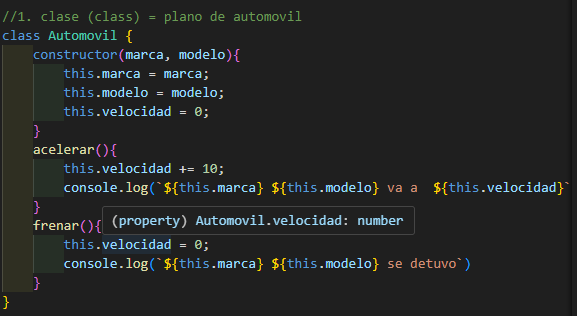 //1. clase (class) = plano de automovil
class Automovil {
constructor(marca, modelo){
this.marca = marca;
this.modelo = modelo;
this.velocidad = 0;
}
acelerar(){
this.velocidad += 10;
console.log(`${this.marca} ${this.modelo} va a  ${this.velocidad}`
}
frenar(){
(property) Automovil.velocidad: number
this.velocidad = 0;
console.log(`${this.marca} ${this.modelo} se detuvo`)
}
}